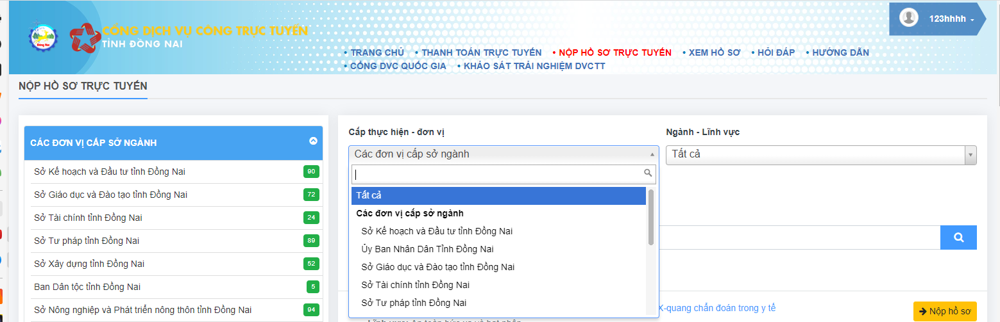 CỔNG DỊCH VỤ CÔNG TRỰC TUYẾN
TỈNH ĐỒNG NAI
Đồng Nai
123hhhh
• TRANG CHỦ • THANH TOÁN TRỰC TUYẾN • NỘP HỒ SƠ TRỰC TUYẾN • XEM HỒ SƠ • HỎI ĐÁP • HƯỚNG DẪN
• CỔNG DVC QUỐC GIA • KHẢO SÁT TRẢI NGHIỆM DVCTT
NỘP HỒ SƠ TRỰC TUYẾN
CÁC ĐƠN VỊ CẤP SỞ NGÀNH
Sở Kế hoạch và Đầu tư tỉnh Đồng Nai 90
Sở Giáo dục và Đào tạo tỉnh Đồng Nai 72
Sở Tài chính tỉnh Đồng Nai 24
Sở Tư pháp tỉnh Đồng Nai 89
Sở Xây dựng tỉnh Đồng Nai 52
Ban Dân tộc tỉnh Đồng Nai 5
Sở Nông nghiệp và Phát triển nông thôn tỉnh Đồng Nai 94
Cấp thực hiện - đơn vị
Các đơn vị cấp sở ngành
Tất cả
Các đơn vị cấp sở ngành
Sở Kế hoạch và Đầu tư tỉnh Đồng Nai
Ủy Ban Nhân Dân Tỉnh Đồng Nai
Sở Giáo dục và Đào tạo tỉnh Đồng Nai
Sở Tài chính tỉnh Đồng Nai
Sở Tư pháp tỉnh Đồng Nai
Ngành - Lĩnh vực
Tất cả
X-quang chẩn đoán trong y tế
Nộp hồ sơ